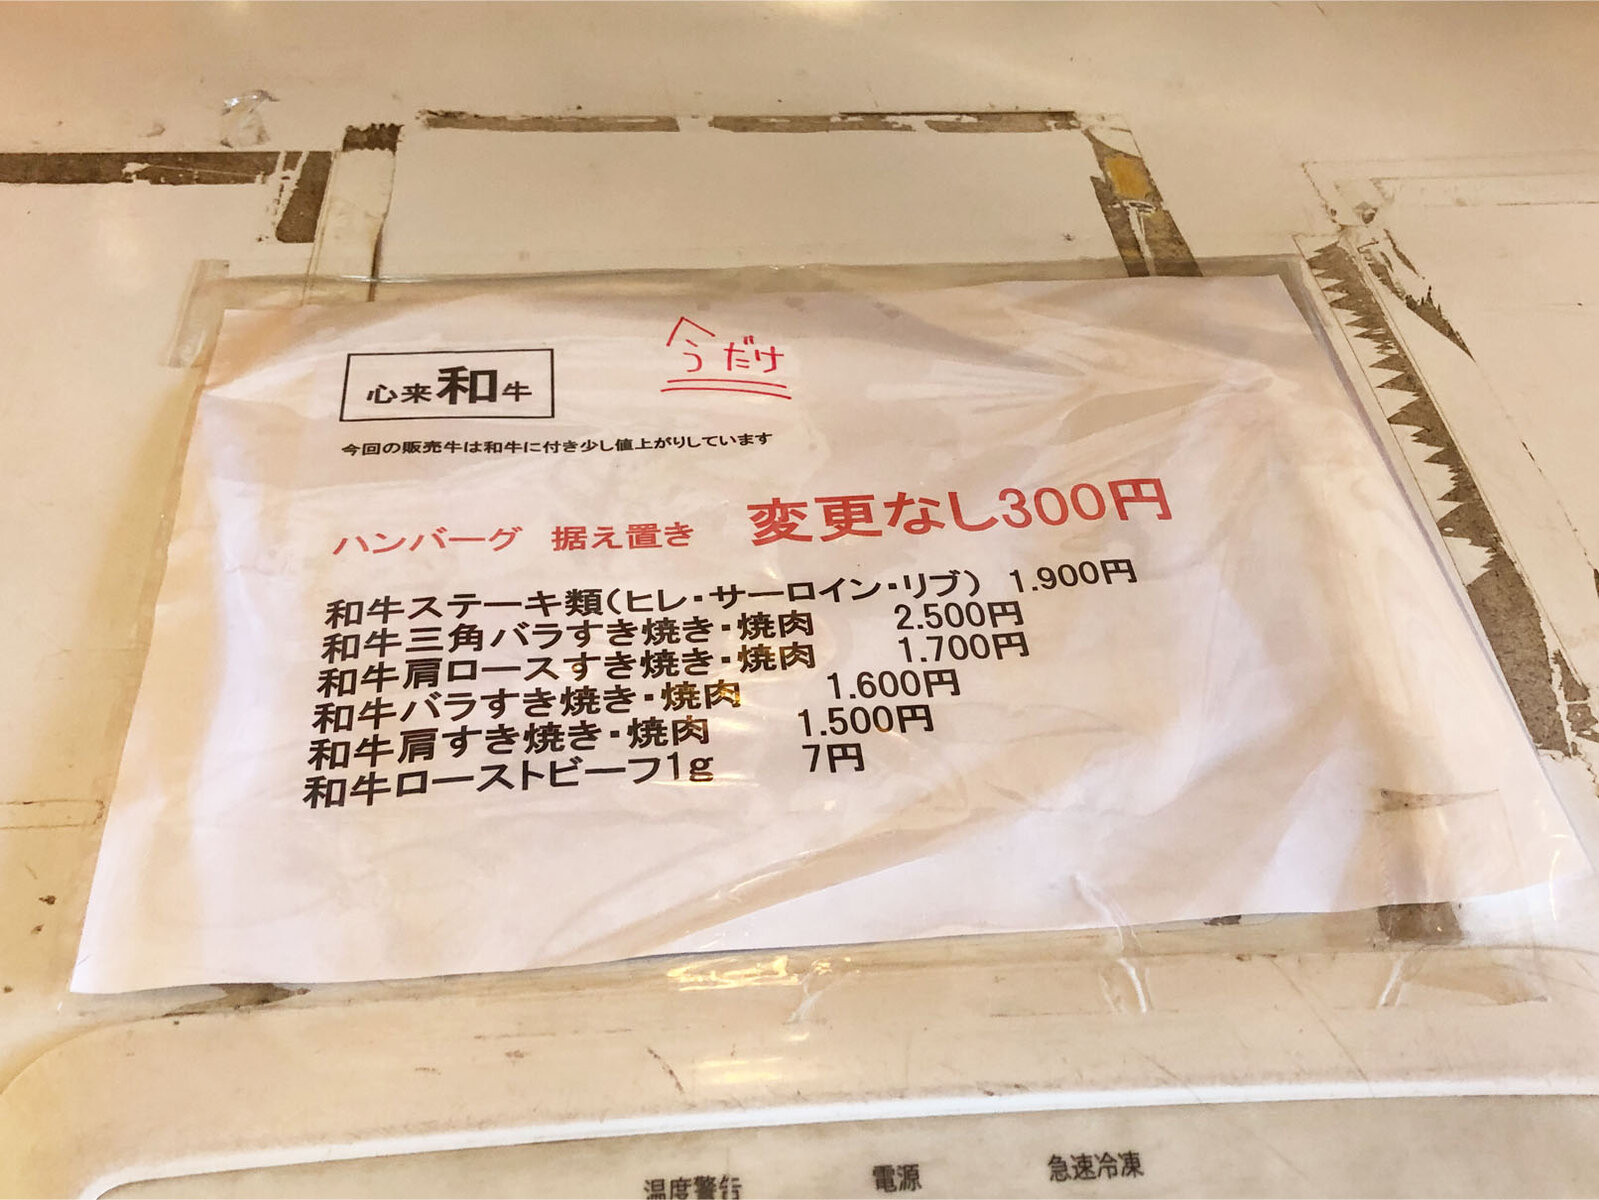 今だけ
心来和牛
今回の販売牛は和牛に付き少し値上がりしています
ハンバーグ 据え置き 変更なし300円
和牛ステーキ類(ヒレ・サーロイン・リブ) 1.900円
和牛三角バラすき焼き・焼肉 2.500円
和牛肩ロースすき焼き・焼肉 1.700円
和牛バラすき焼き・焼肉 1.600円
和牛肩すき焼き・焼肉 1.500円
和牛ローストビーフ1g 7円
温度警告 電源 急速冷凍